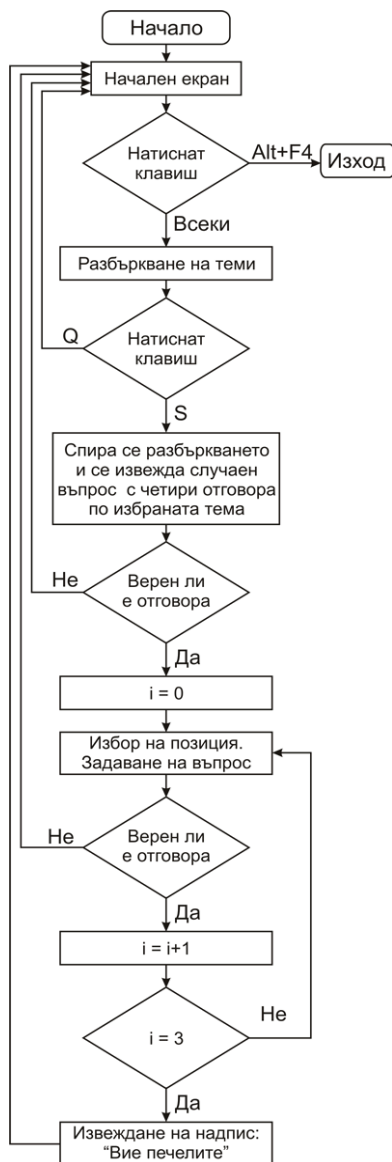 Начало
Начален екран
Натиснат
клавиш
Alt+F4
Изход
Всеки
Разбъркване на теми
Натиснат
клавиш
Q
S
Спира се разбъркването
и се извежда случаен
въпрос с четири отговора
по избраната тема
Верен ли
е отговора
Не
Да
i = 0
Избор на позиция.
Задаване на въпрос
Верен ли
е отговора
Не
Да
i = i+1
i = 3
Не
Да
Извеждане на надпис:
“Вие печелите”